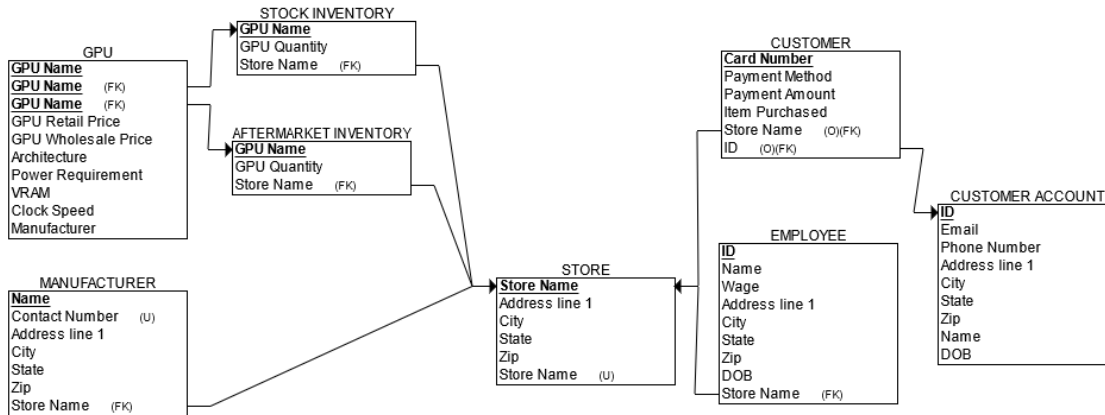 STOCK INVENTORY
GPU Name
GPU Quantity
Store Name (FK)
GPU
GPU Name
GPU Name (FK)
GPU Name (FK)
GPU Retail Price
GPU Wholesale Price
Architecture
Power Requirement
VRAM
Clock Speed
Manufacturer
AFTERMARKET INVENTORY
GPU Name
GPU Quantity
Store Name (FK)
MANUFACTURER
Name
Contact Number (U)
Address line 1
City
State
Zip
Store Name (FK)
STORE
Store Name
Address line 1
City
State
Zip
Store Name (U)
CUSTOMER
Card Number
Payment Method
Payment Amount
Item Purchased
Store Name (O)(FK)
ID (O)(FK)
EMPLOYEE
ID
Name
Wage
Address line 1
City
State
Zip
DOB
Store Name (FK)
CUSTOMER ACCOUNT
ID
Email
Phone Number
Address line 1
City
State
Zip
Name
DOB